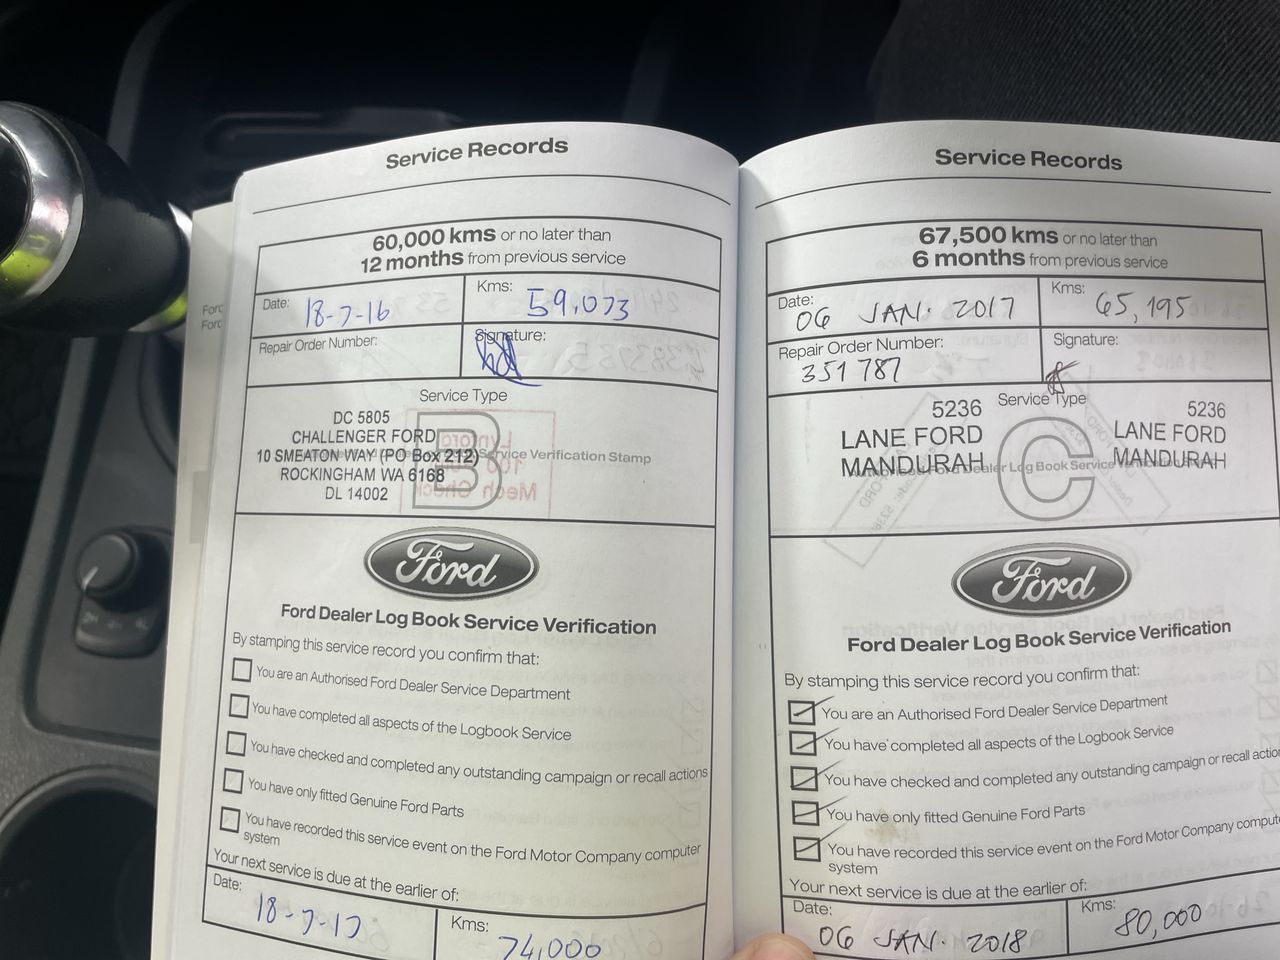 Service Records
60,000 kms or no later than
12 months from previous service
Date: 18-7-16
Kms: 59,073
Repair Order Number:
Signature:
Service Type
B
DC 5805
CHALLENGER FORD
10 SMEATON WAY (PO Box 212)
Service Verification Stamp
ROCKINGHAM WA 6168
DL 14002
Ford
Ford Dealer Log Book Service Verification
By stamping this service record you confirm that:
You are an Authorised Ford Dealer Service Department
You have completed all aspects of the Logbook Service
You have checked and completed any outstanding campaign or recall actions
You have only fitted Genuine Ford Parts
You have recorded this service event on the Ford Motor Company computer
system
Your next service is due at the earlier of:
Date: 18-7-17
Kms: 74,000
Service Records
67,500 kms or no later than
6 months from previous service
Date: 06 JAN. 2017
Kms: 65,195
Repair Order Number: 351787
Signature:
Service Type
C
5236
LANE FORD
MANDURAH
5236
LANE FORD
MANDURAH
Dealer Log Book Service
Ford
Ford Dealer Log Book Service Verification
By stamping this service record you confirm that:
You are an Authorised Ford Dealer Service Department
You have completed all aspects of the Logbook Service
You have checked and completed any outstanding campaign or recall action
You have only fitted Genuine Ford Parts
You have recorded this service event on the Ford Motor Company compute
system
Your next service is due at the earlier of:
Date: 06 JAN. 2018
Kms: 80,000